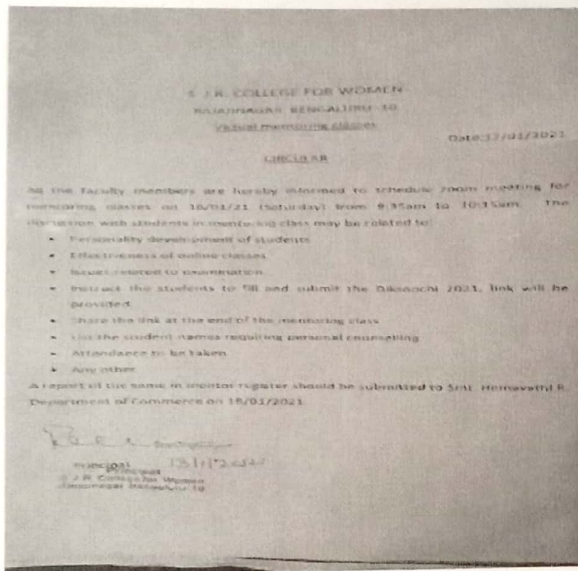 S J.R. COLLEGE FOR WOMEN
RAJAJINAGAR BENGALURU-10
Virtual mentoring classes
Date:13/01/2021
CIRCULAR
All the faculty members are hereby informed to schedule zoom meeting for
mentoring classes on 16/01/21 (Saturday) from 9:35am to 10:35am. The
discussion with students in mentoring class may be related to:
• Personality development of students
• Effectiveness of online classes
• Issues related to examination
• Instruct the students to fill and submit the 2021, link will be
provided.
• Share the link at the end of the mentoring class
• List the student names requiring personal counselling
• Attendance to be taken
• Any other
A report of the same in mentor register should be submitted to Smt. Hemavathi R.
Department of Commerce on 18/01/2021.
Principal 13/1/2021
Principal
S J R College for Women
Rajajinagar Bengaluru-10